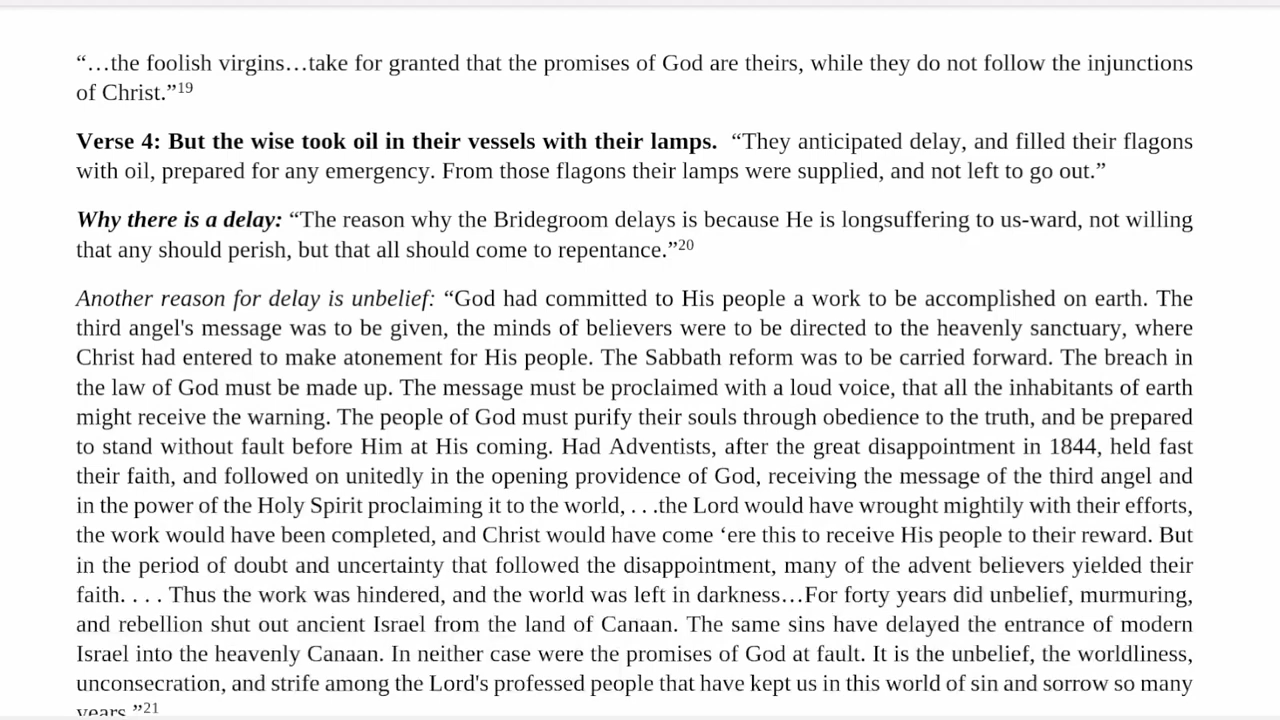 “…the foolish virgins…take for granted that the promises of God are theirs, while they do not follow the injunctions
of Christ.”19
Verse 4: But the wise took oil in their vessels with their lamps. “They anticipated delay, and filled their flagons
with oil, prepared for any emergency. From those flagons their lamps were supplied, and not left to go out.”
Why there is a delay: “The reason why the Bridegroom delays is because He is longsuffering to us-ward, not willing
that any should perish, but that all should come to repentance.”20
Another reason for delay is unbelief: “God had committed to His people a work to be accomplished on earth. The
third angel's message was to be given, the minds of believers were to be directed to the heavenly sanctuary, where
Christ had entered to make atonement for His people. The Sabbath reform was to be carried forward. The breach in
the law of God must be made up. The message must be proclaimed with a loud voice, that all the inhabitants of earth
might receive the warning. The people of God must purify their souls through obedience to the truth, and be prepared
to stand without fault before Him at His coming. Had Adventists, after the great disappointment in 1844, held fast
their faith, and followed on unitedly in the opening providence of God, receiving the message of the third angel and
in the power of the Holy Spirit proclaiming it to the world, . . .the Lord would have wrought mightily with their efforts,
the work would have been completed, and Christ would have come ‘ere this to receive His people to their reward. But
in the period of doubt and uncertainty that followed the disappointment, many of the advent believers yielded their
faith. . . . Thus the work was hindered, and the world was left in darkness…For forty years did unbelief, murmuring,
and rebellion shut out ancient Israel from the land of Canaan. The same sins have delayed the entrance of modern
Israel into the heavenly Canaan. In neither case were the promises of God at fault. It is the unbelief, the worldliness,
unconsecration, and strife among the Lord's professed people that have kept us in this world of sin and sorrow so many
years.”21